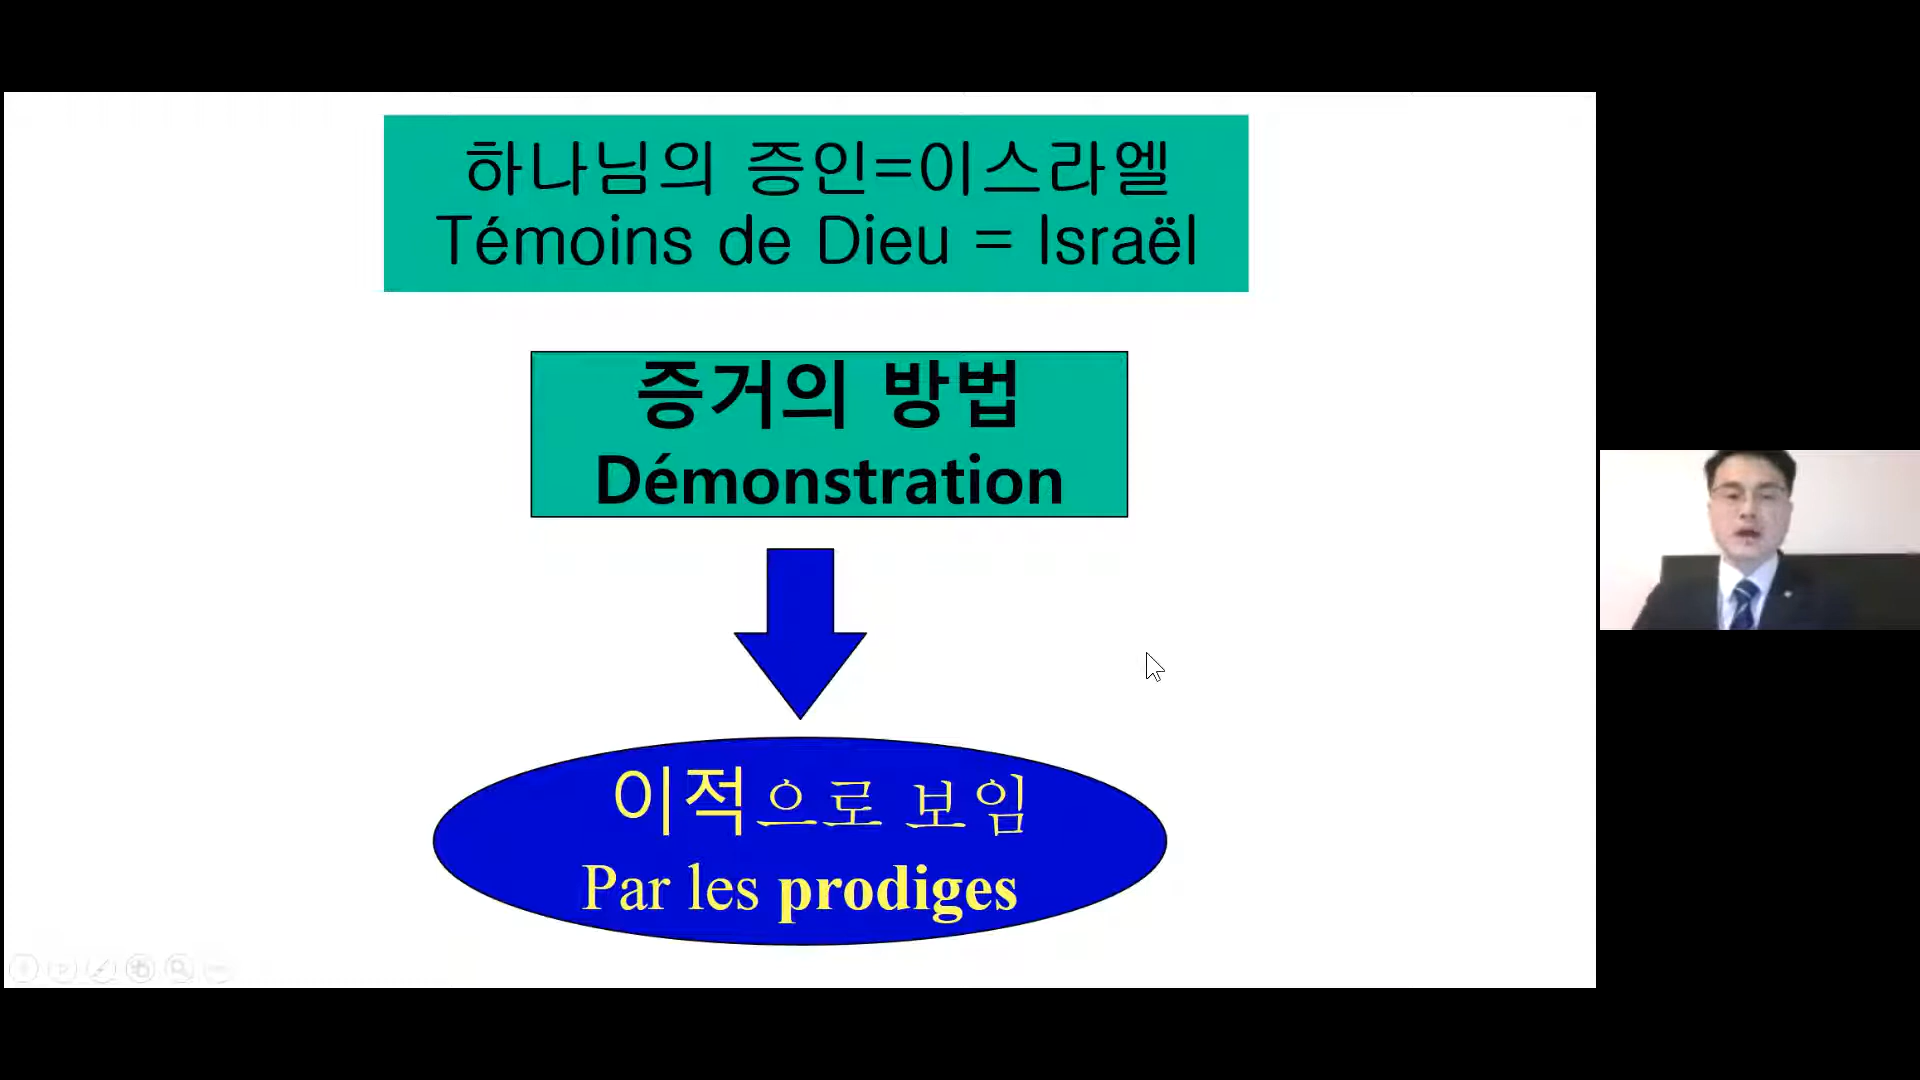 하나님의 증인=이스라엘
Témoins de Dieu = Israël
증거의 방법
Démonstration
이적으로 보임
Par les prodiges